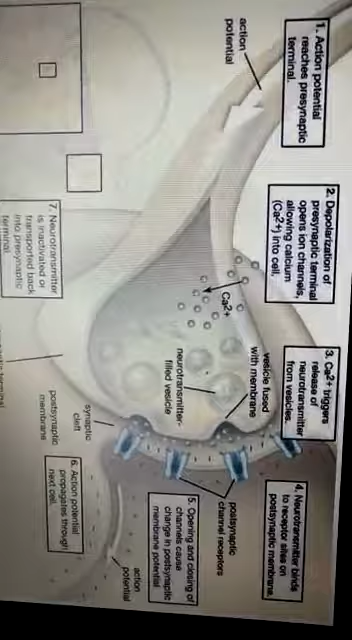 1. Action potential
reaches presynaptic
terminal.
action
potential
2. Depolarization of
presynaptic terminal
opens ion channels,
allowing calcium
(Ca2+) into cell.
Ca2+
3. Ca2+ triggers
release of
neurotransmitter
from vesicles.
vesicle fused
with membrane
neurotransmitter-
filled vesicle
4. Neurotransmitter binds
to receptor sites on
postsynaptic membrane.
postsynaptic
channel receptors
5. Opening and closing of
channels cause
change in postsynaptic
membrane potential
synaptic
cleft
postsynaptic
membrane
6. Action potential
propagates through
next cell.
action
potential
7. Neurotransmitter
is inactivated or
transported back
into presynaptic
terminal